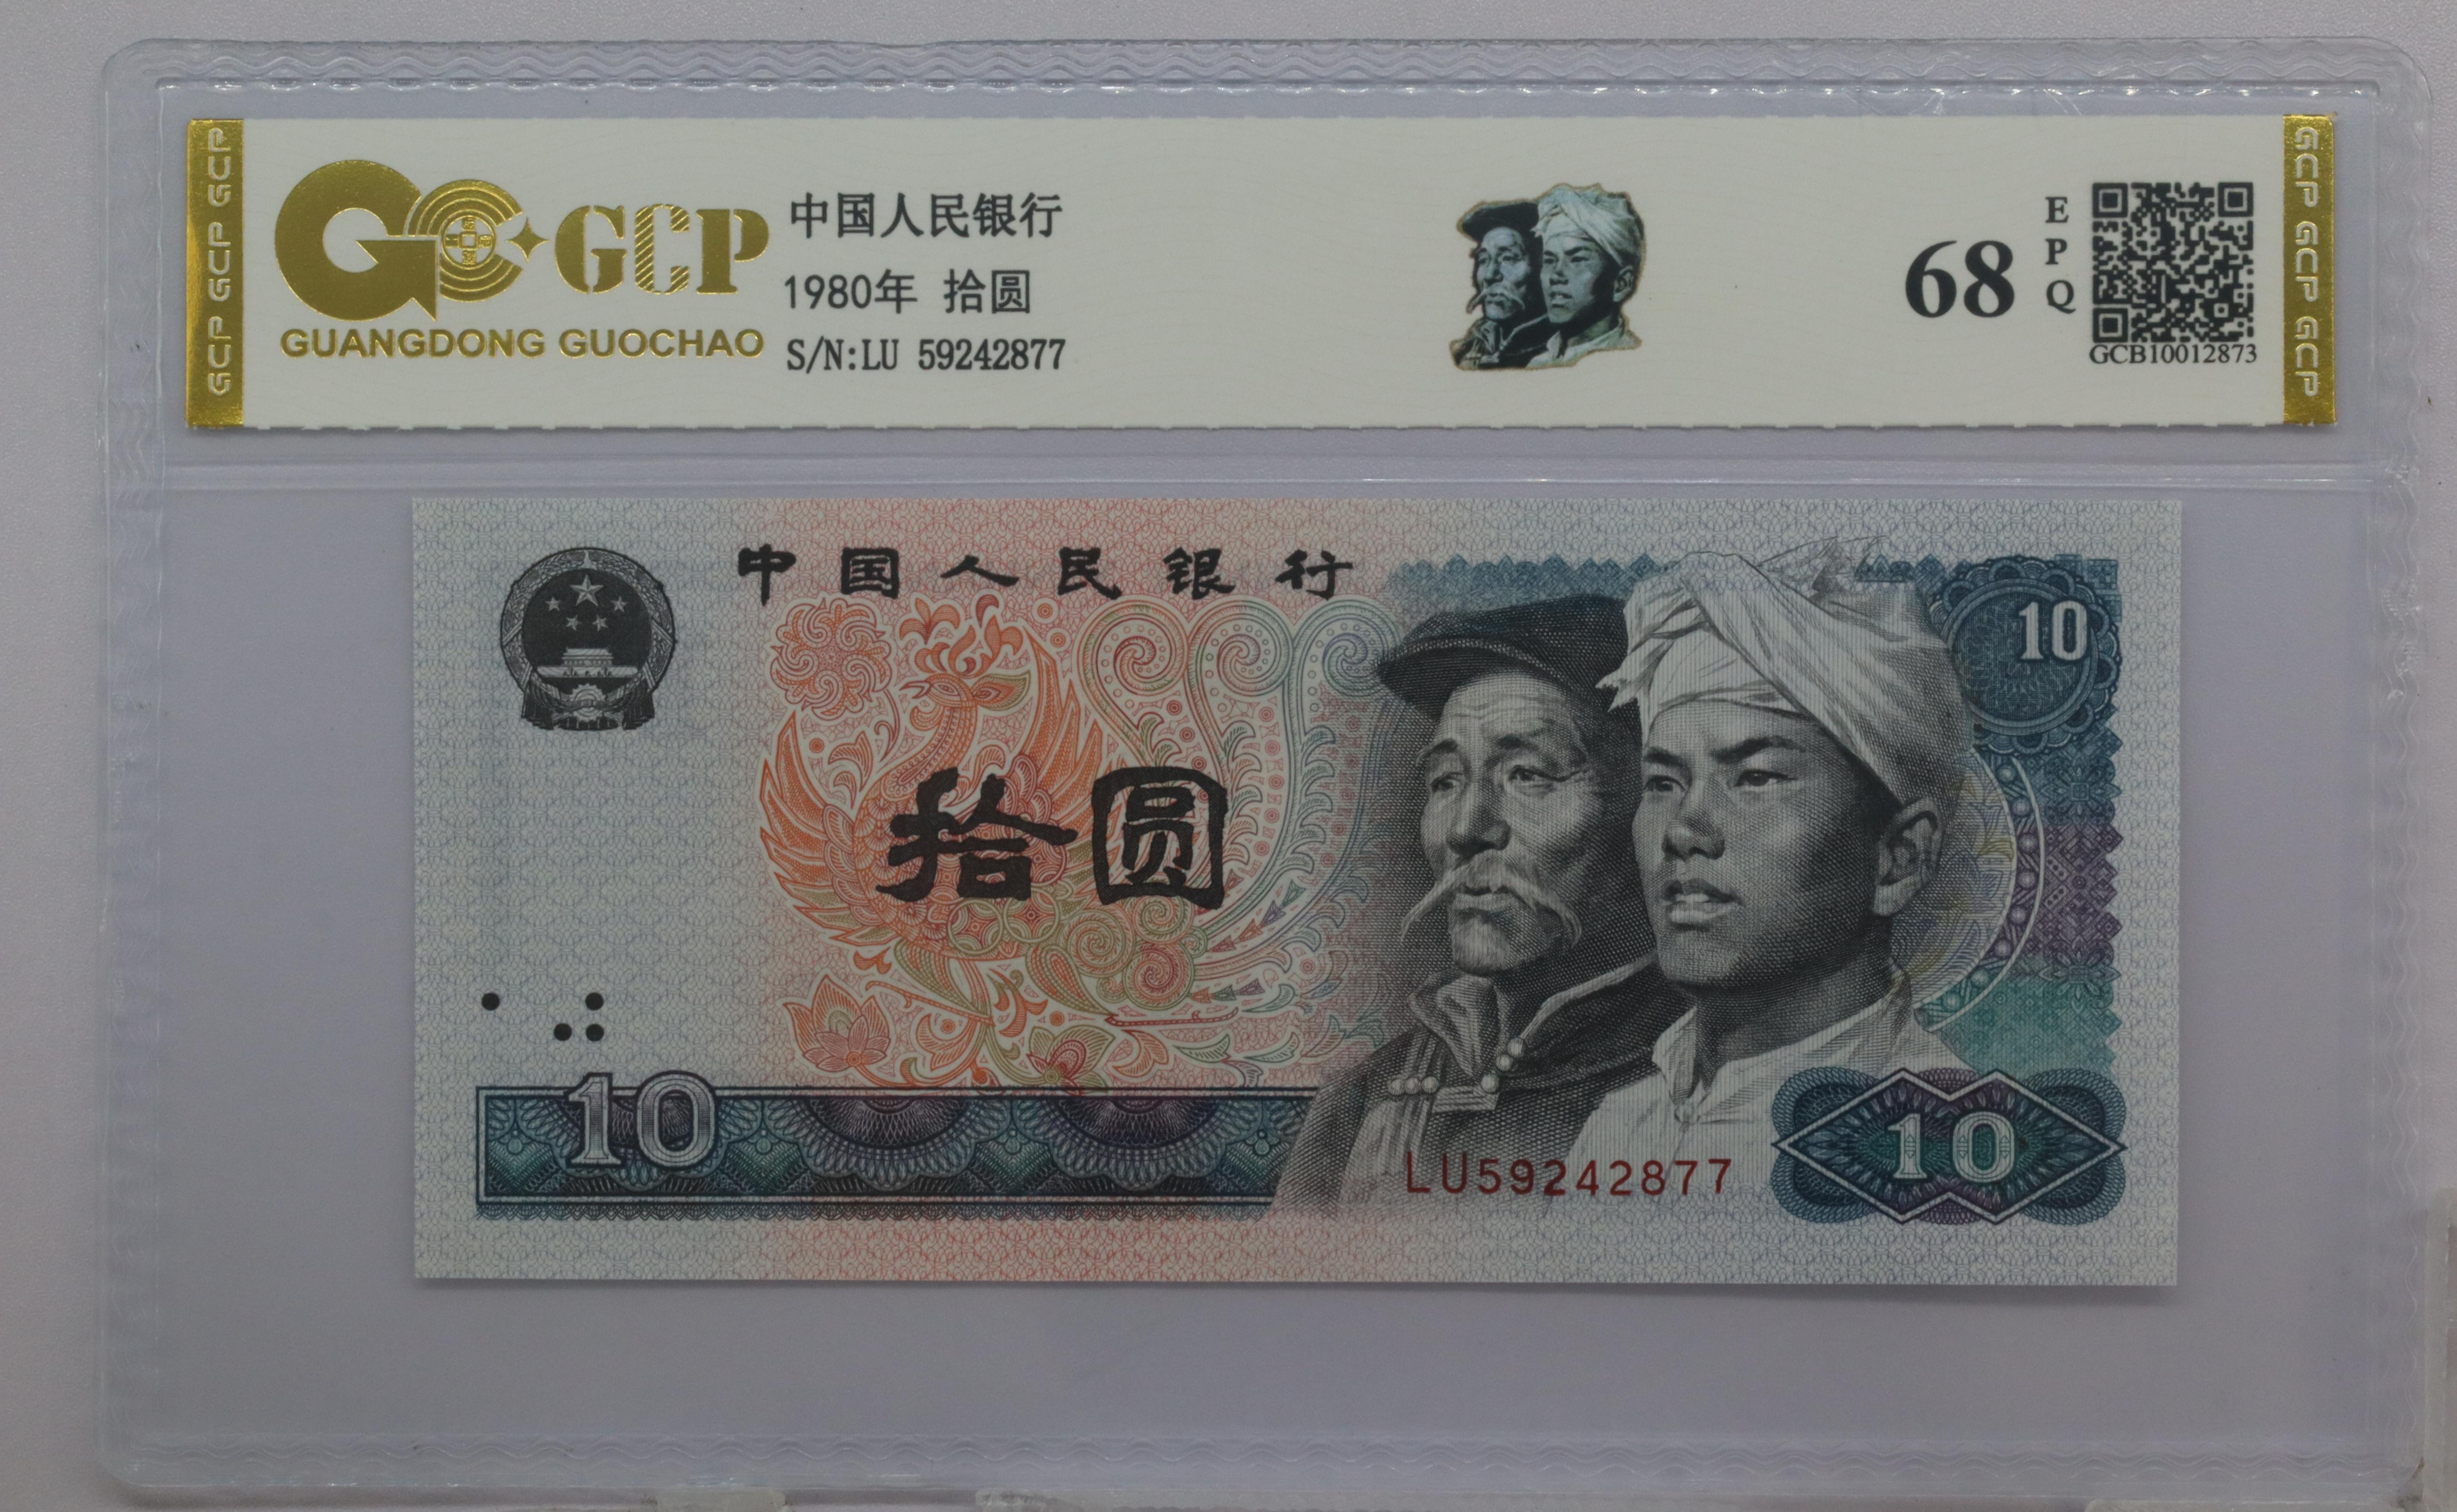 GCP
中国人民银行
1980年 拾圆
GUANGDONG GUOCHAO
S/N:LU 59242877
68
EPQ
GCB10012873
GCP GCP GCP
GCP GCP GCP
中国人民银行
10
拾圆
10
LU59242877
10